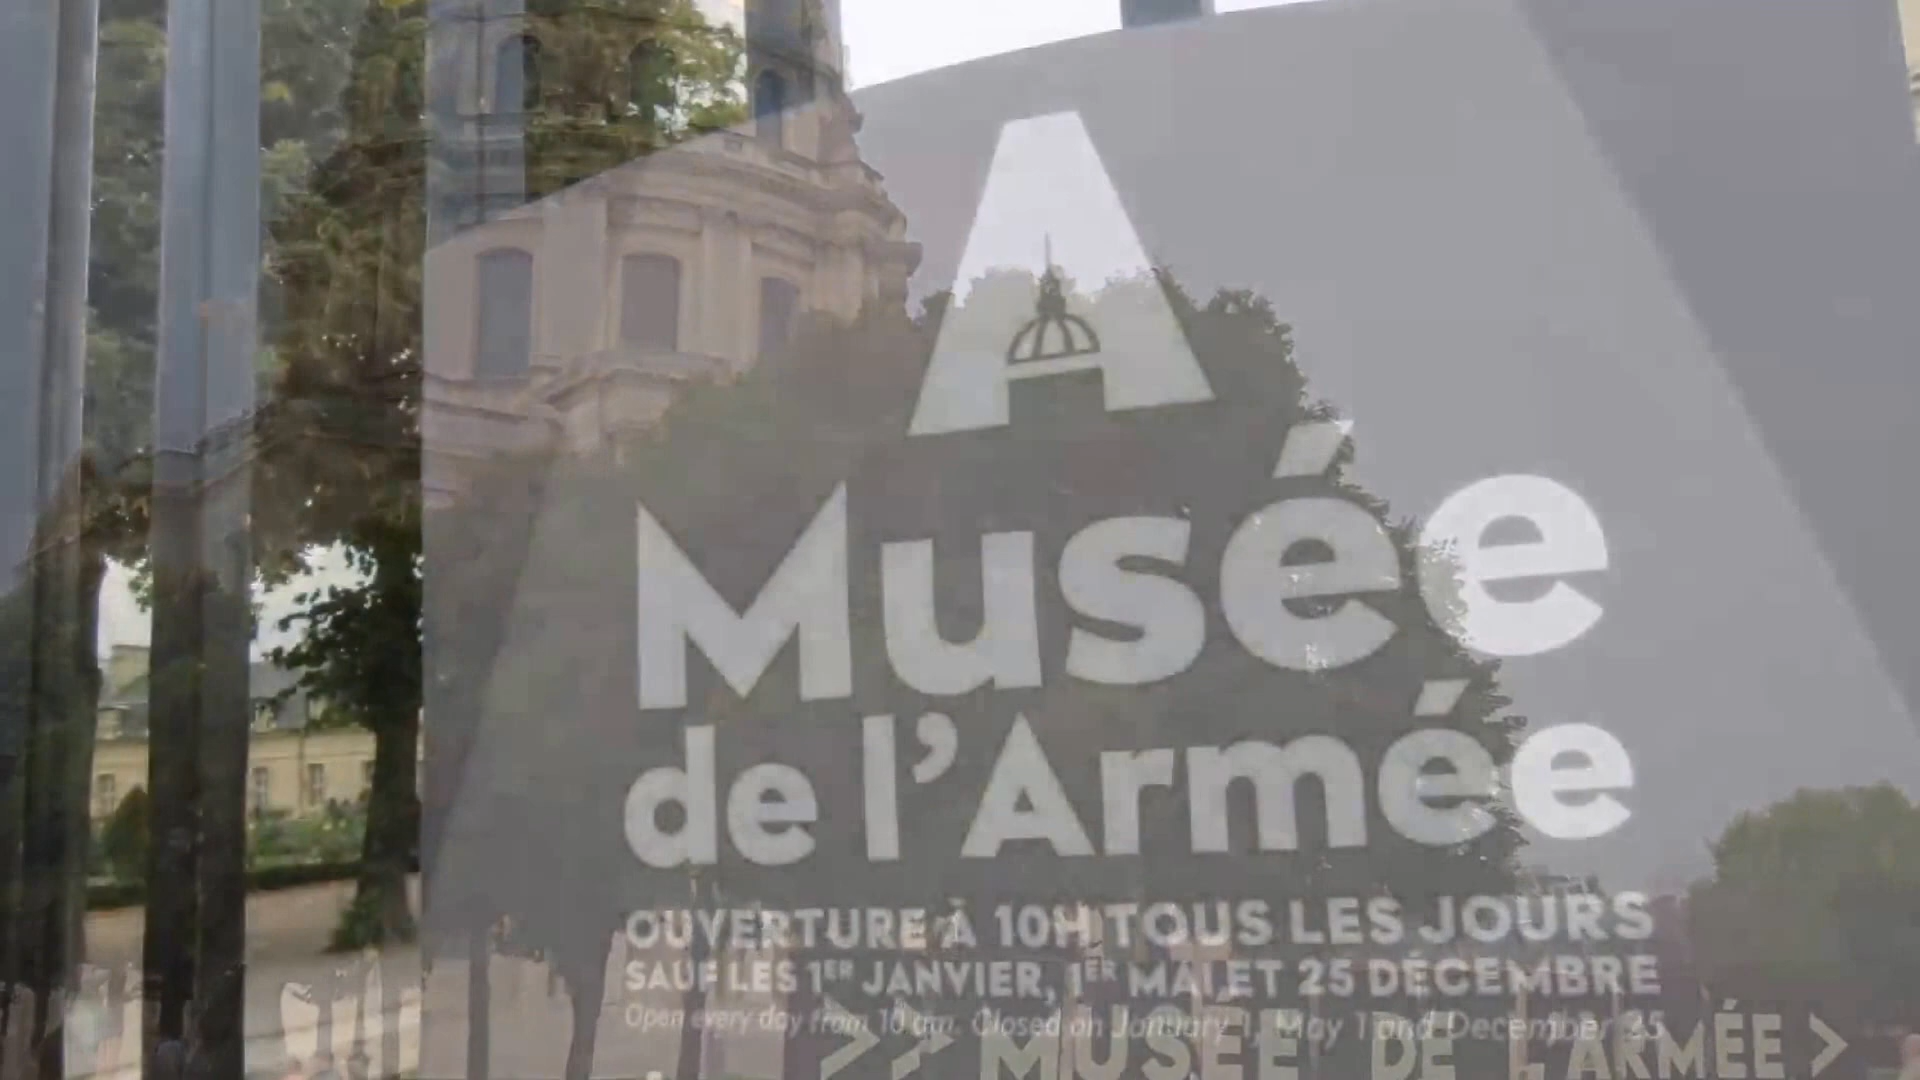 A
Musée
de l'Armée
OUVERTURE À 10H TOUS LES JOURS
SAUF LES 1ER JANVIER, 1ER MAI ET 25 DÉCEMBRE
Open every day from 10 am. Closed on January 1, May 1 and December 25
>> MUSÉE DE L'ARMÉE >